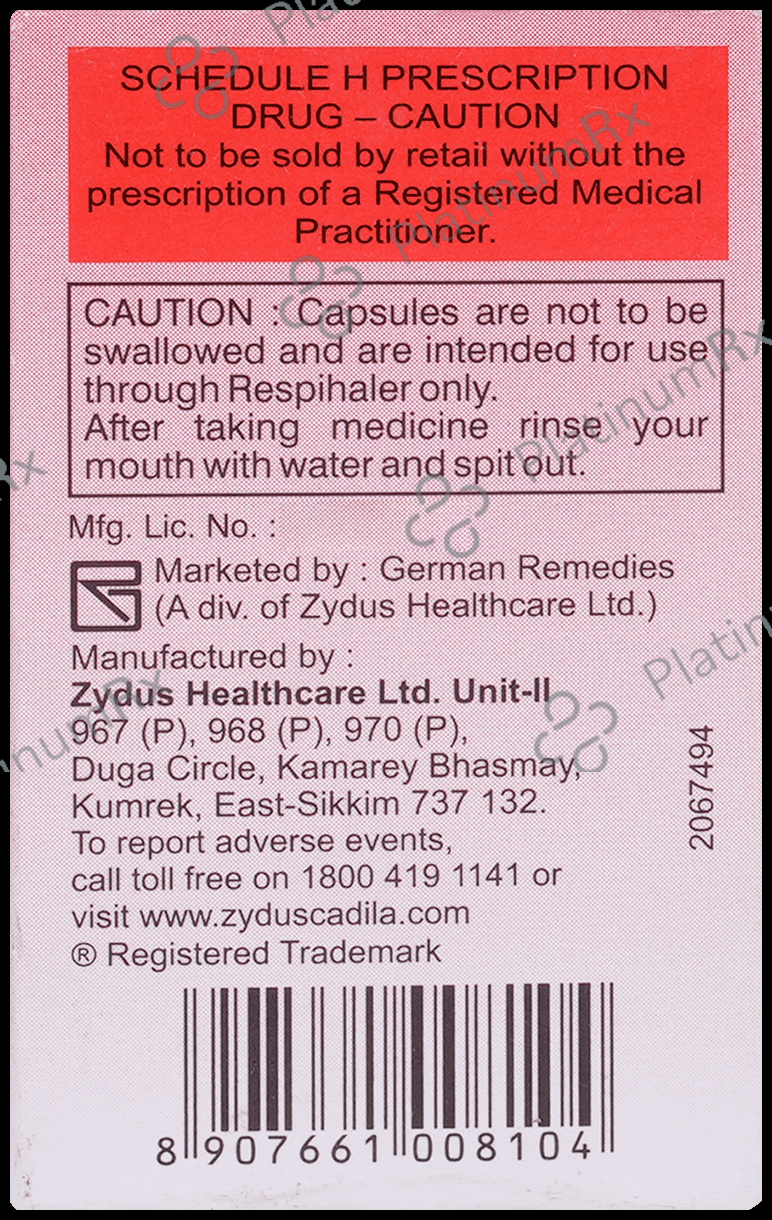 SCHEDULE H PRESCRIPTION
DRUG – CAUTION
Not to be sold by retail without the
prescription of a Registered Medical
Practitioner.
CAUTION : Capsules are not to be
swallowed and are intended for use
through Respihaler only.
After taking medicine rinse your
mouth with water and spit out.
Mfg. Lic. No. :
Marketed by : German Remedies
(A div. of Zydus Healthcare Ltd.)
Manufactured by :
Zydus Healthcare Ltd. Unit-II
967 (P), 968 (P), 970 (P),
Duga Circle, Kamarey Bhasmay,
Kumrek, East-Sikkim 737 132.
To report adverse events,
call toll free on 1800 419 1141 or
visit www.zyduscadila.com
® Registered Trademark
2067494
8 907661 008104
PlatinumRx
PlatinumRx
PlatinumRx